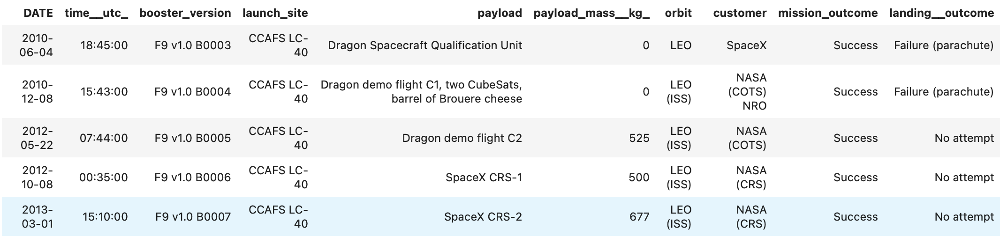 DATE time__utc_ booster_version launch_site payload payload_mass__kg_ orbit customer mission_outcome landing__outcome
2010-06-04 18:45:00 F9 v1.0 B0003 CCAFS LC-40 Dragon Spacecraft Qualification Unit 0 LEO SpaceX Success Failure (parachute)
2010-12-08 15:43:00 F9 v1.0 B0004 CCAFS LC-40 Dragon demo flight C1, two CubeSats, barrel of Brouere cheese 0 LEO (ISS) NASA (COTS) NRO Success Failure (parachute)
2012-05-22 07:44:00 F9 v1.0 B0005 CCAFS LC-40 Dragon demo flight C2 525 LEO (ISS) NASA (COTS) Success No attempt
2012-10-08 00:35:00 F9 v1.0 B0006 CCAFS LC-40 SpaceX CRS-1 500 LEO (ISS) NASA (CRS) Success No attempt
2013-03-01 15:10:00 F9 v1.0 B0007 CCAFS LC-40 SpaceX CRS-2 677 LEO (ISS) NASA (CRS) Success No attempt